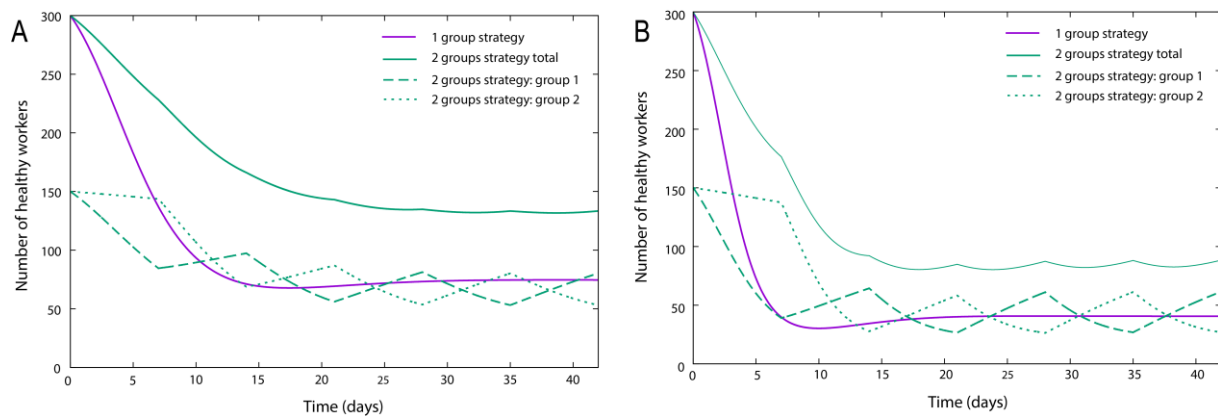 A
Number of healthy workers
300
250
200
150
100
50
0
1 group strategy
2 groups strategy total
2 groups strategy: group 1
2 groups strategy: group 2
0 5 10 15 20 25 30 35 40
Time (days)
B
Number of healthy workers
300
250
200
150
100
50
0
1 group strategy
2 groups strategy total
2 groups strategy: group 1
2 groups strategy: group 2
0 5 10 15 20 25 30 35 40
Time (days)